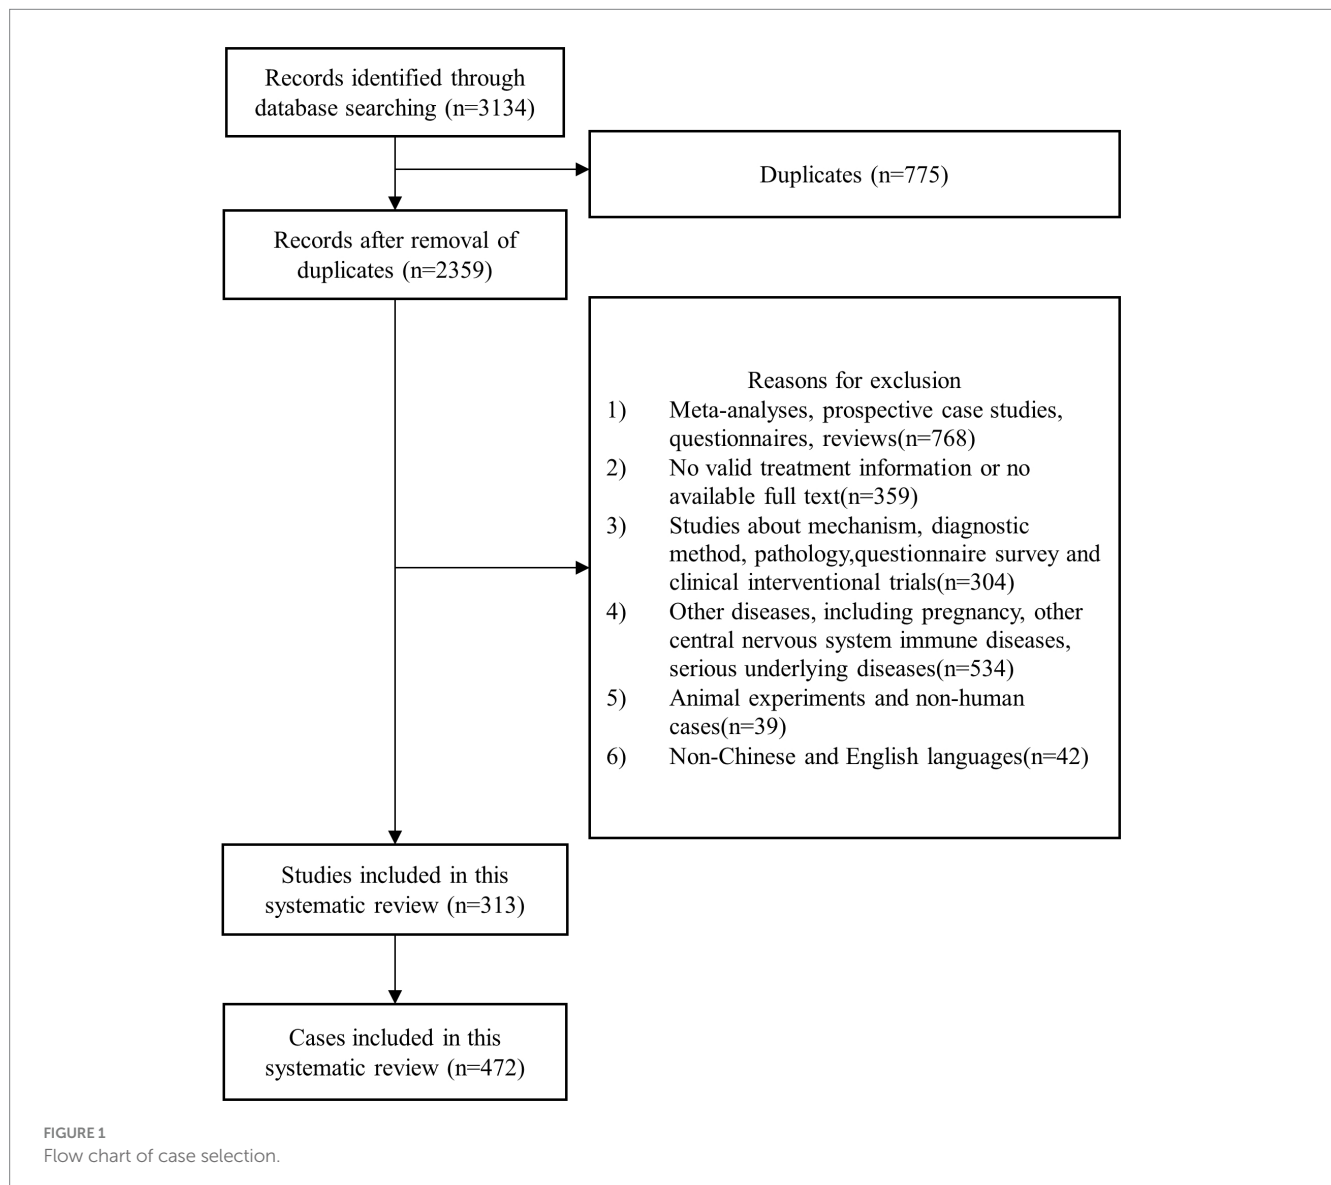 Records identified through
database searching (n=3134)
Duplicates (n=775)
Records after removal of
duplicates (n=2359)
Reasons for exclusion
1) Meta-analyses, prospective case studies,
questionnaires, reviews(n=768)
2) No valid treatment information or no
available full text(n=359)
3) Studies about mechanism, diagnostic
method, pathology,questionnaire survey and
clinical interventional trials(n=304)
4) Other diseases, including pregnancy, other
central nervous system immune diseases,
serious underlying diseases(n=534)
5) Animal experiments and non-human
cases(n=39)
6) Non-Chinese and English languages(n=42)
Studies included in this
systematic review (n=313)
Cases included in this
systematic review (n=472)
FIGURE 1
Flow chart of case selection.